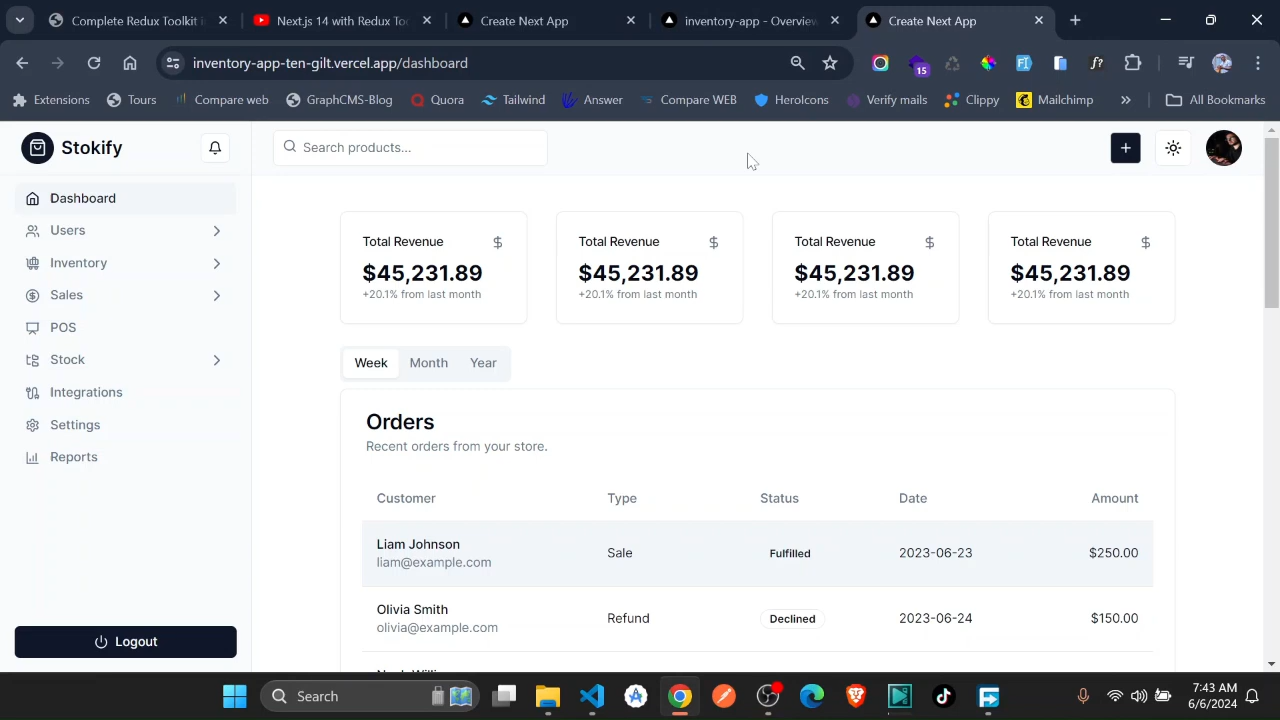 Complete Redux Toolkit
Next.js 14 with Redux Too
Create Next App
inventory-app - Overview
Create Next App
inventory-app-ten-gilt.vercel.app/dashboard
15
Extensions
Tours
Compare web
GraphCMS-Blog
Quora
Tailwind
Answer
Compare WEB
HeroIcons
Verify mails
Clippy
Mailchimp
All Bookmarks
Stokify
Search products...
Dashboard
Users
Inventory
Sales
POS
Stock
Integrations
Settings
Reports
Logout
Total Revenue $
$45,231.89
+20.1% from last month
Total Revenue $
$45,231.89
+20.1% from last month
Total Revenue $
$45,231.89
+20.1% from last month
Total Revenue $
$45,231.89
+20.1% from last month
Week Month Year
Orders
Recent orders from your store.
Customer Type Status Date Amount
Liam Johnson
liam@example.com
Sale Fulfilled 2023-06-23 $250.00
Olivia Smith
olivia@example.com
Refund Declined 2023-06-24 $150.00
Search
7:43 AM
6/6/2024